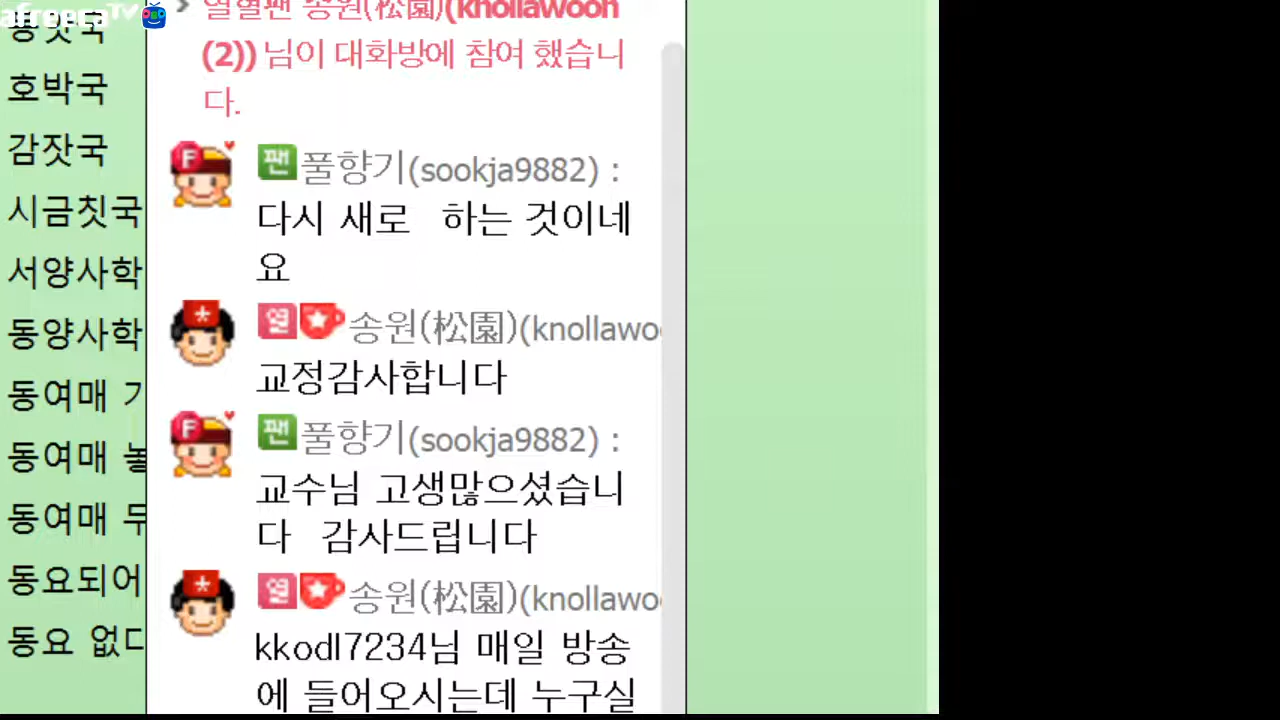 afreecaTV
호박국
감잣국
시금칫국
서양사학
동양사학
동여매
동여매
동여매
동요되어
동요 없다
열혈팬 송원(松園)(knollawoon
(2)) 님이 대화방에 참여 했습니
다.
F
팬 풀향기(sookja9882) :
다시 새로 하는 것이네
요
열 송원(松園)(knollawoo
교정감사합니다
F
팬 풀향기(sookja9882) :
교수님 고생많으셨습니
다 감사드립니다
열 송원(松園)(knollawoo
kkodl7234님 매일 방송
에 들어오시는데 누구실